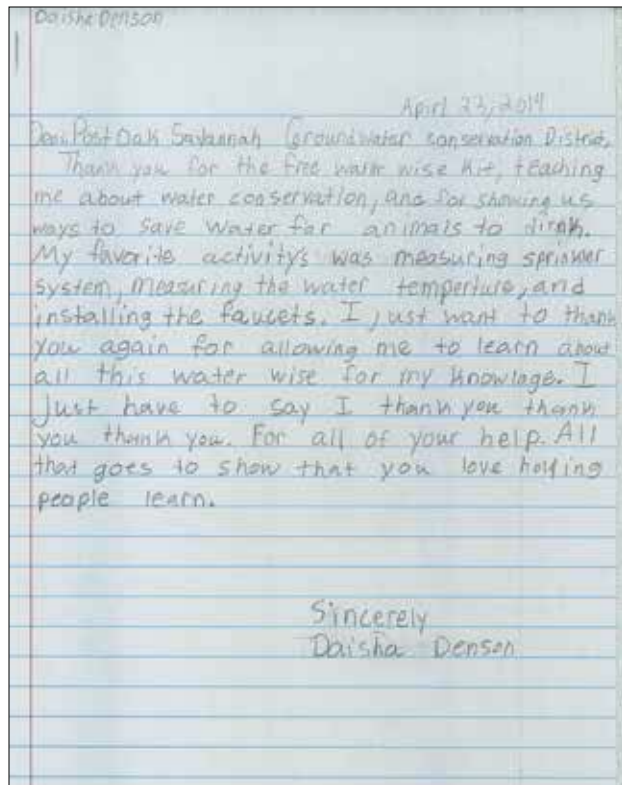 Daisha Denson
April 23, 2014
Dear Post Oak Savannah Groundwater conservation District,
Thank you for the free water wise Kit, teaching
me about water conservation, and for showing us
ways to save water for animals to dirnk.
My favorite activitys was measuring sprinker
system, measuring the water temperture, and
installing the faucets. I just want to thank
you again for allowing me to learn about
all this water wise for my knowlage. I
Just have to say I thank you thank
you thank you. For all of your help. All
that goes to show that you love holping
people learn.
Sincerely
Daisha Denson